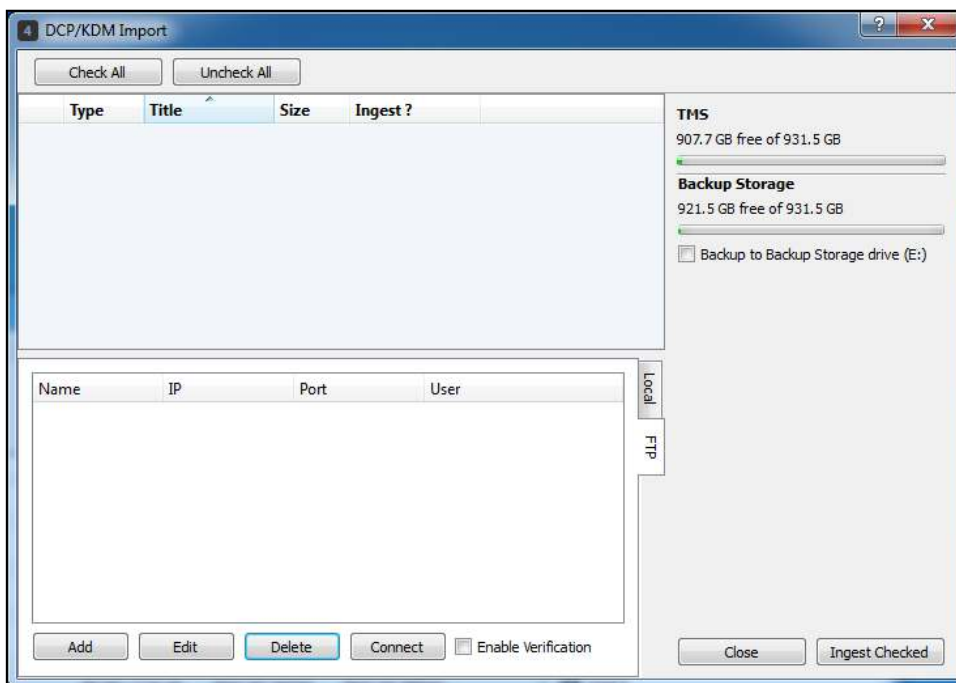 4 DCP/KDM Import
Check All Uncheck All
Type Title Size Ingest ?
TMS
907.7 GB free of 931.5 GB
Backup Storage
921.5 GB free of 931.5 GB
Backup to Backup Storage drive (E:)
Name IP Port User
Local
FTP
Add Edit Delete Connect Enable Verification
Close Ingest Checked